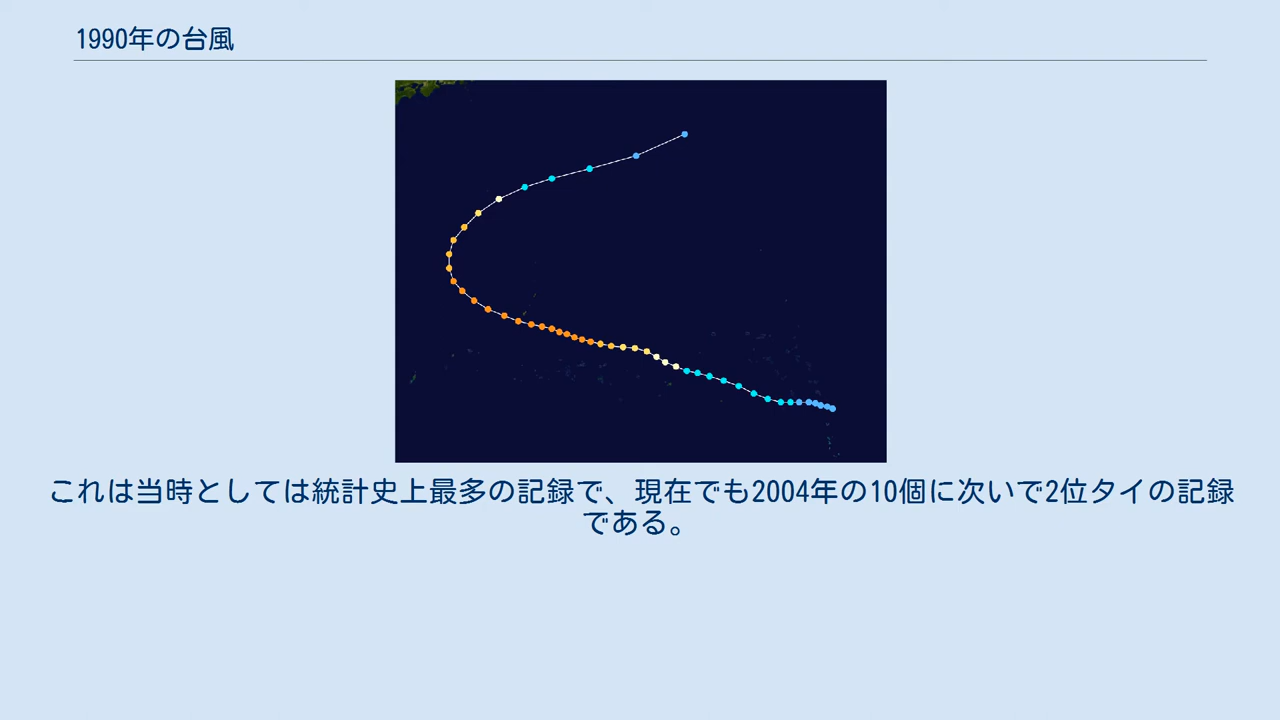 1990年の台風
これは当時としては統計史上最多の記録で、現在でも2004年の10個に次いで2位タイの記録
である。